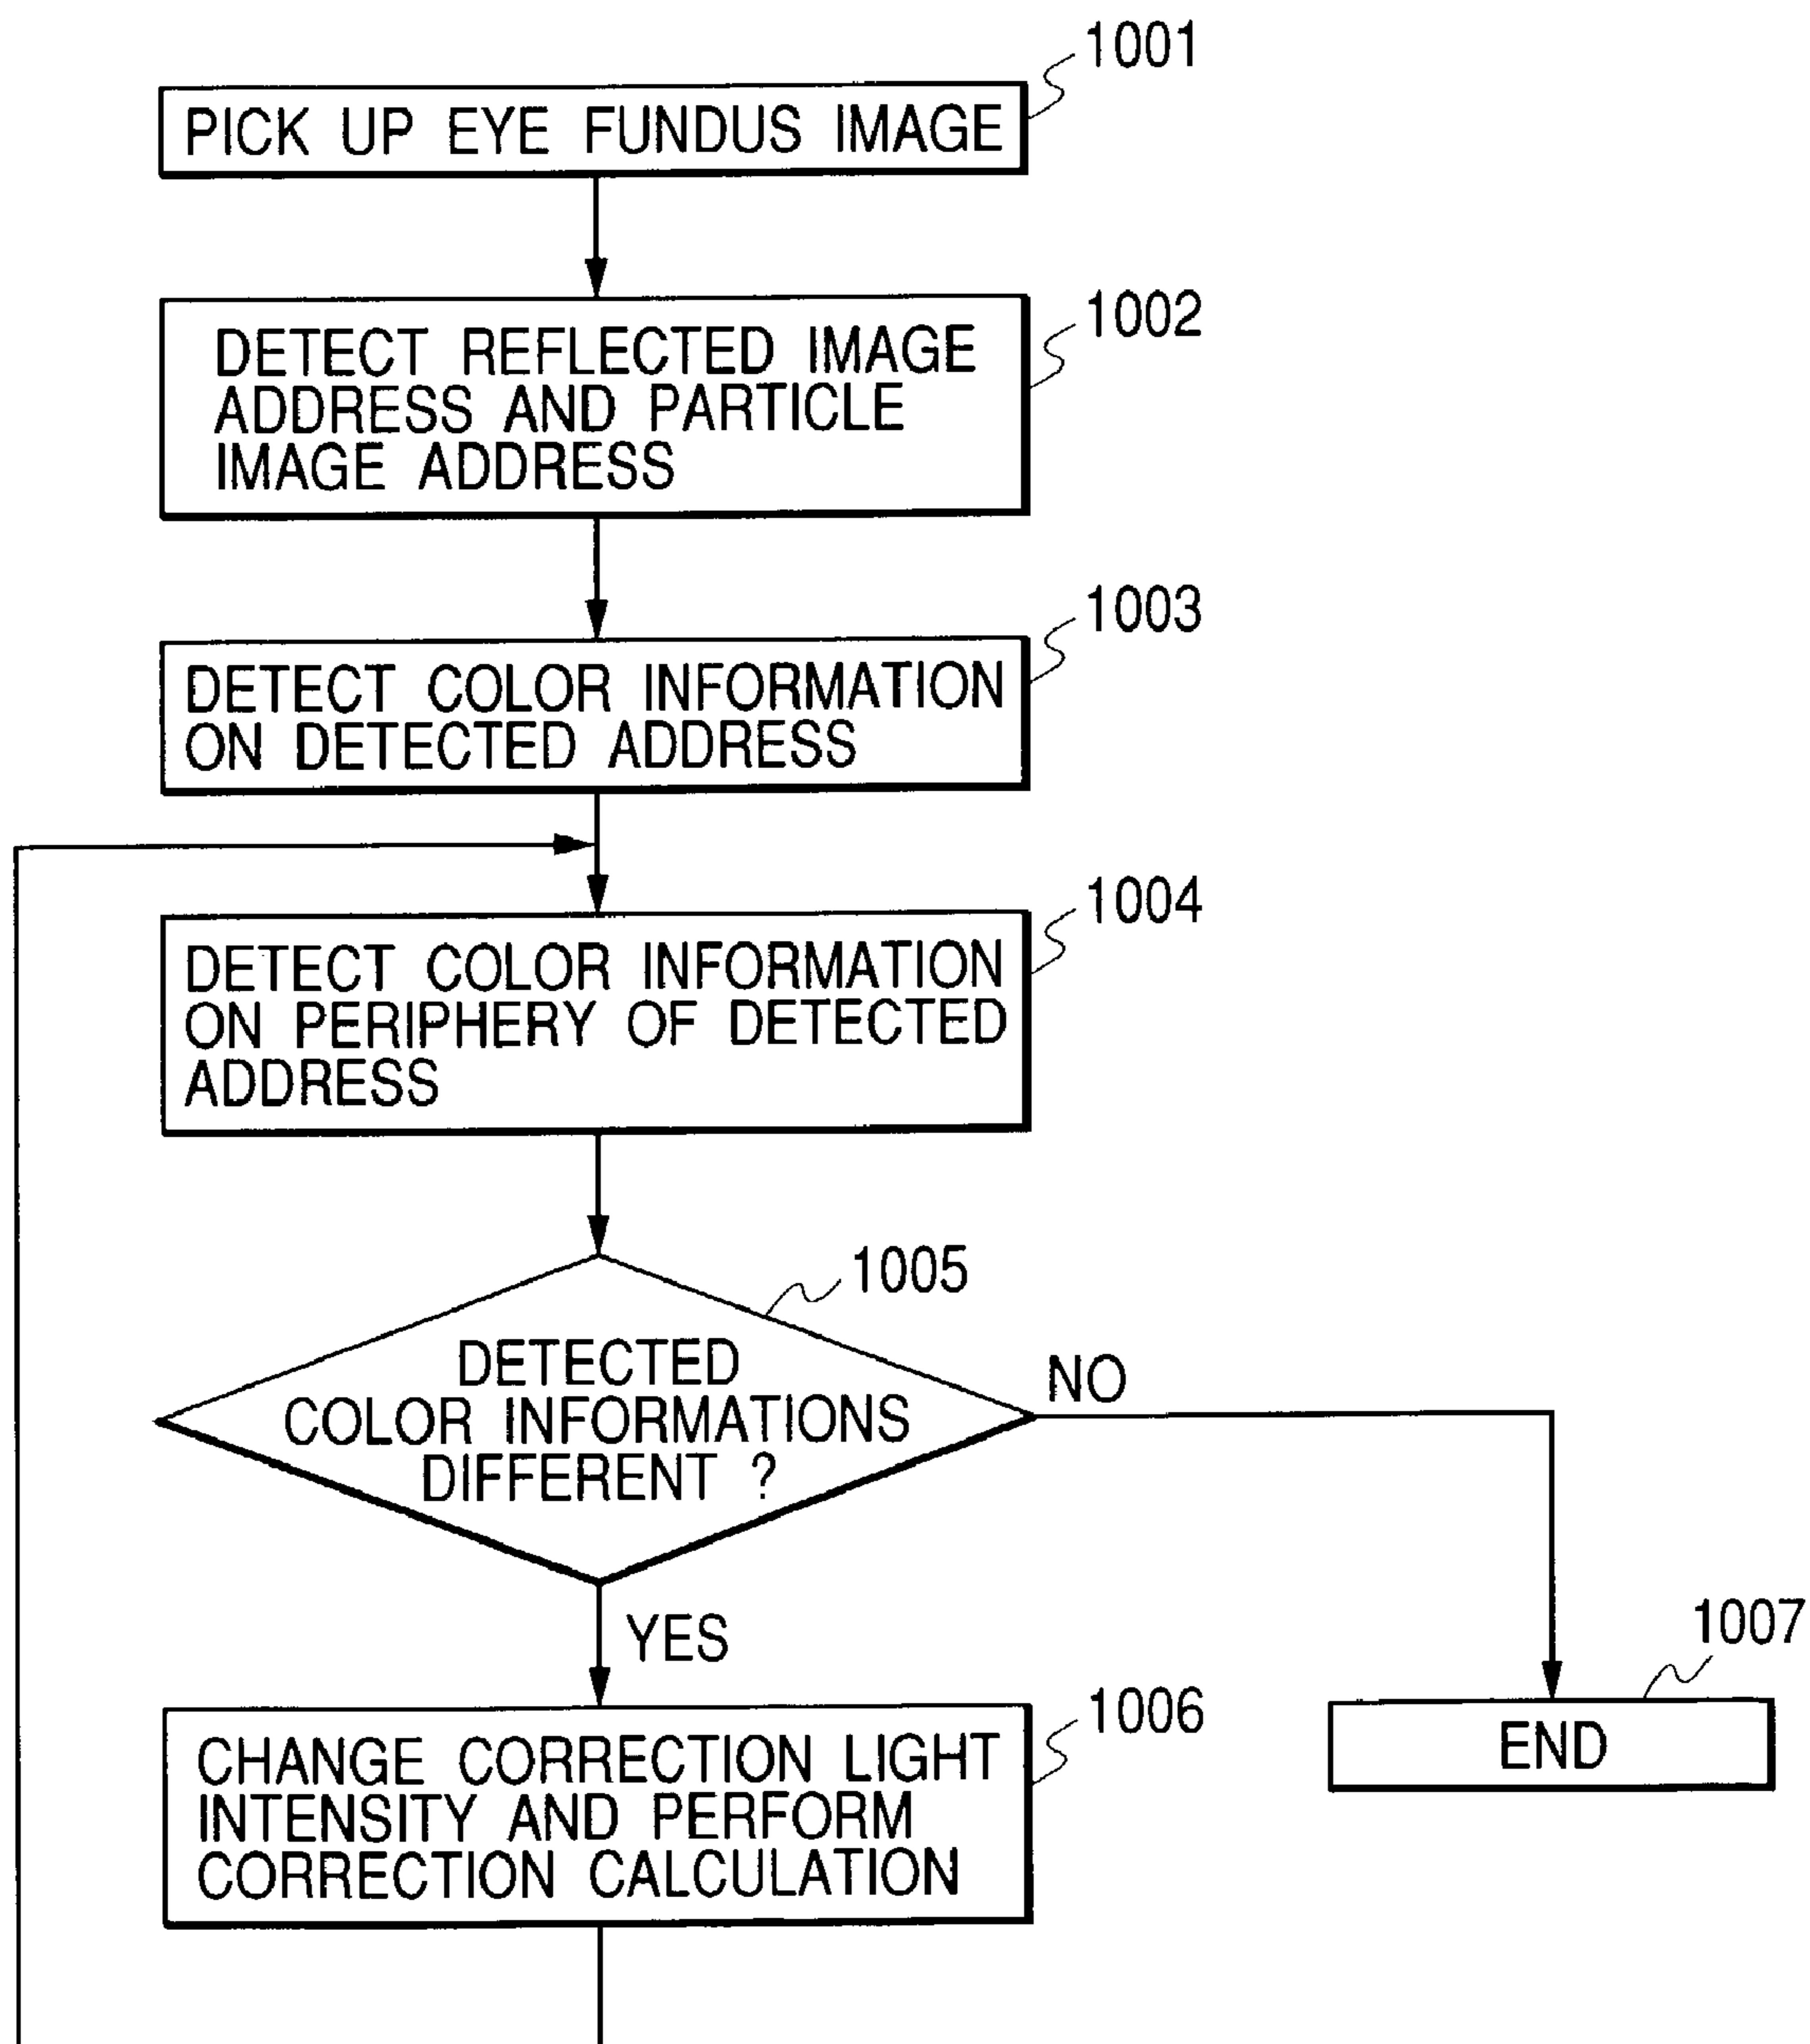 1001
PICK UP EYE FUNDUS IMAGE
1002
DETECT REFLECTED IMAGE
ADDRESS AND PARTICLE
IMAGE ADDRESS
1003
DETECT COLOR INFORMATION
ON DETECTED ADDRESS
1004
DETECT COLOR INFORMATION
ON PERIPHERY OF DETECTED
ADDRESS
1005
DETECTED
COLOR INFORMATIONS
DIFFERENT ?
NO
YES
1006
CHANGE CORRECTION LIGHT
INTENSITY AND PERFORM
CORRECTION CALCULATION
1007
END